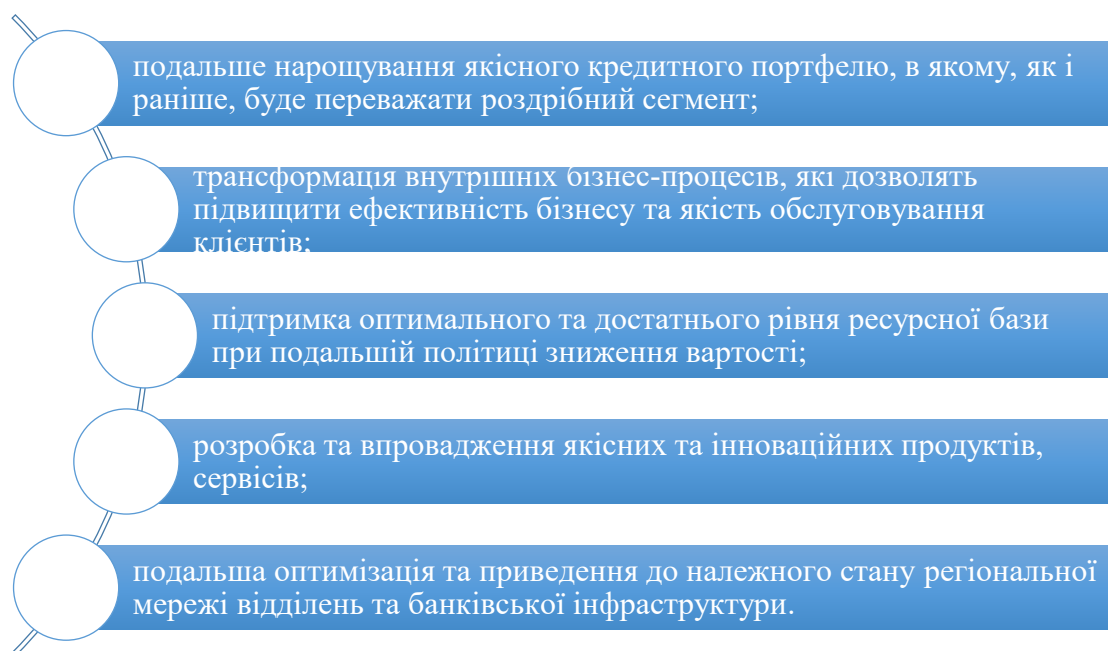 подальше нарощування якісного кредитного портфелю, в якому, як і
раніше, буде переважати роздрібний сегмент;
трансформація внутрішніх бізнес-процесів, які дозволять
підвищити ефективність бізнесу та якість обслуговування
клієнтів;
підтримка оптимального та достатнього рівня ресурсної бази
при подальшій політиці зниження вартості;
розробка та впровадження якісних та інноваційних продуктів,
сервісів;
подальша оптимізація та приведення до належного стану регіональної
мережі відділень та банківської інфраструктури.